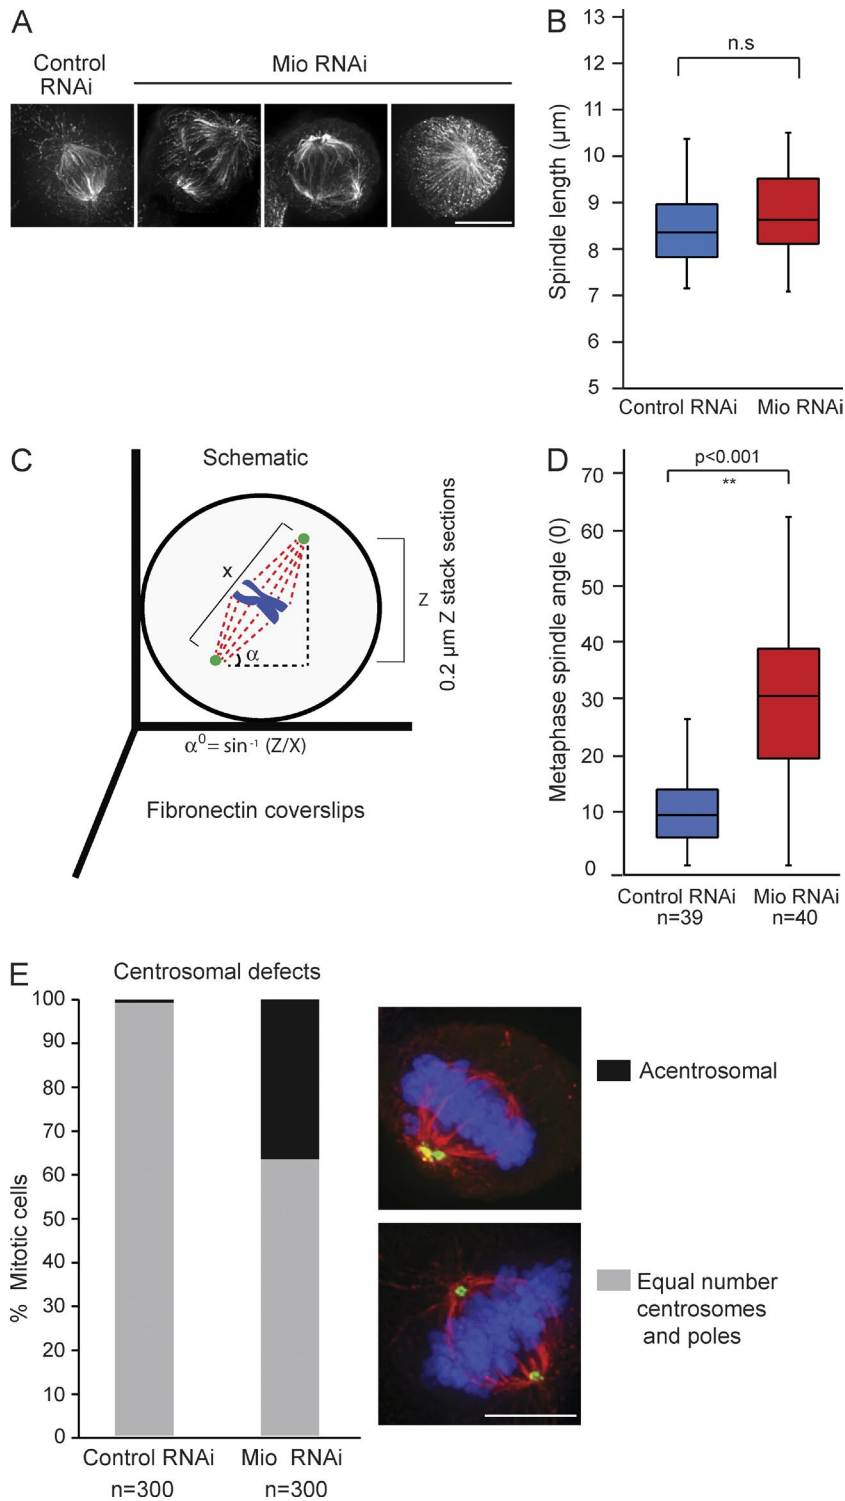 A
Control
RNAi
Mio RNAi
B
Spindle length (µm)
13
12
11
10
9
8
7
6
5
n.s
Control RNAi
Mio RNAi
C
Schematic
x
α
Z
0.2 µm Z stack sections
α⁰ = sin⁻¹ (Z/X)
Fibronectin coverslips
D
Metaphase spindle angle (0)
70
60
50
40
30
20
10
0
p<0.001
**
Control RNAi
n=39
Mio RNAi
n=40
E
Centrosomal defects
% Mitotic cells
100
90
80
70
60
50
40
30
20
10
0
Control RNAi
n=300
Mio RNAi
n=300
Acentrosomal
Equal number
centrosomes
and poles